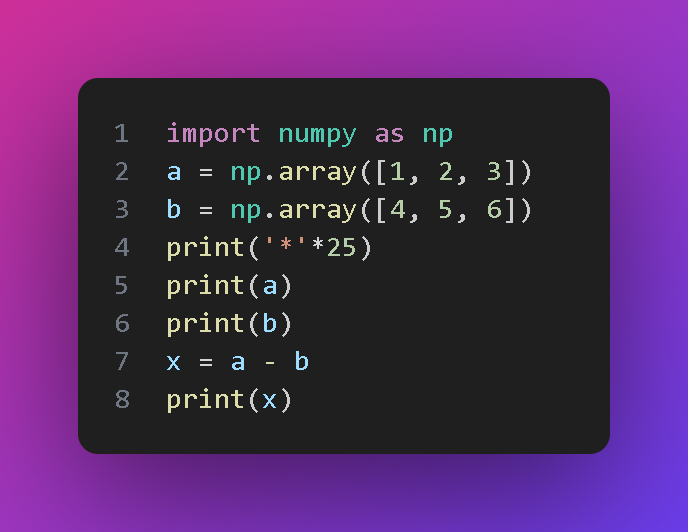 1 import numpy as np
2 a = np.array([1, 2, 3])
3 b = np.array([4, 5, 6])
4 print('*'*25)
5 print(a)
6 print(b)
7 x = a - b
8 print(x)